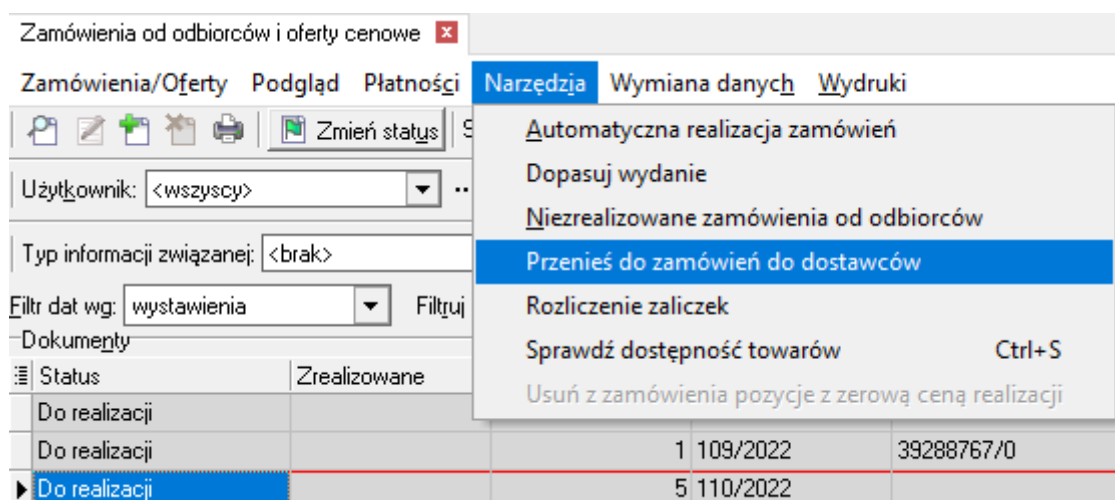 Zamówienia od odbiorców i oferty cenowe
Zamówienia/Oferty Podgląd Płatności Narzędzia Wymiana danych Wydruki
Zmień status S
Automatyczna realizacja zamówień
Dopasuj wydanie
Niezrealizowane zamówienia od odbiorców
Przenieś do zamówień do dostawców
Rozliczenie zaliczek
Sprawdź dostępność towarów Ctrl+S
Usuń z zamówienia pozycje z zerową ceną realizacji
Użytkownik: <wszyscy> ..
Typ informacji związanej: <brak>
Filtr dat wg: wystawienia Filtruj
Dokumenty
Status Zrealizowane
Do realizacji
Do realizacji 1 109/2022 39288767/0
Do realizacji 5 110/2022